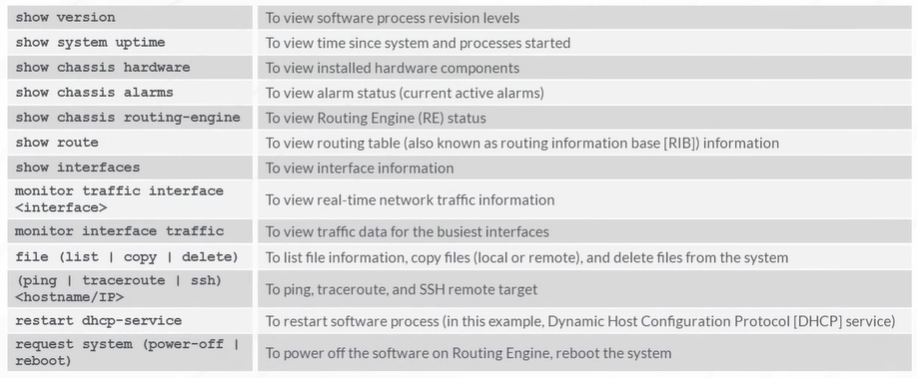 show version To view software process revision levels
show system uptime To view time since system and processes started
show chassis hardware To view installed hardware components
show chassis alarms To view alarm status (current active alarms)
show chassis routing-engine To view Routing Engine (RE) status
show route To view routing table (also known as routing information base [RIB]) information
show interfaces To view interface information
monitor traffic interface
<interface> To view real-time network traffic information
monitor interface traffic To view traffic data for the busiest interfaces
file (list | copy | delete) To list file information, copy files (local or remote), and delete files from the system
(ping | traceroute | ssh)
<hostname/IP> To ping, traceroute, and SSH remote target
restart dhcp-service To restart software process (in this example, Dynamic Host Configuration Protocol [DHCP] service)
request system (power-off |
reboot) To power off the software on Routing Engine, reboot the system